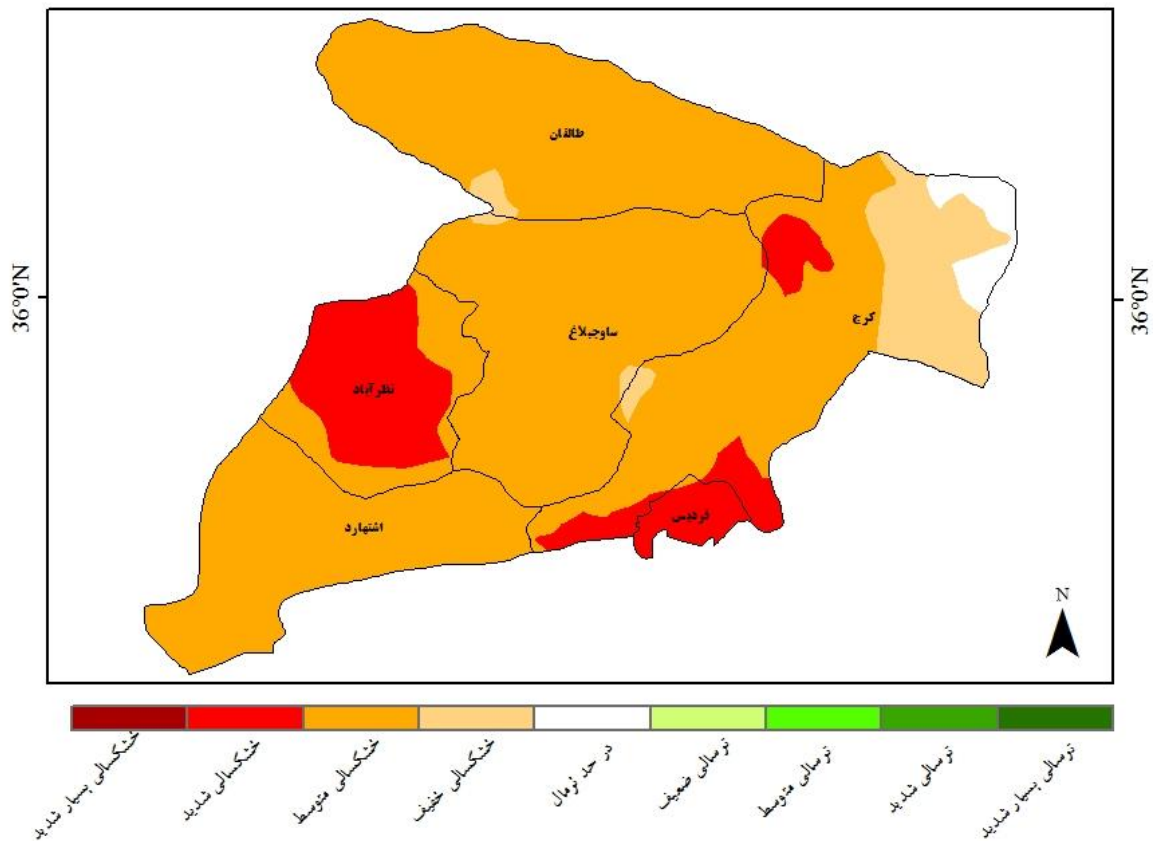 طالقان
36°0'N
36°0'N
کرج
ساوجبلاغ
نظرآباد
فردیس
اشتهارد
N
خشکسالی بسیار شدید
خشکسالی شدید
خشکسالی متوسط
خشکسالی خفیف
در حد نرمال
ترسالی ضعیف
ترسالی متوسط
ترسالی شدید
ترسالی بسیار شدید